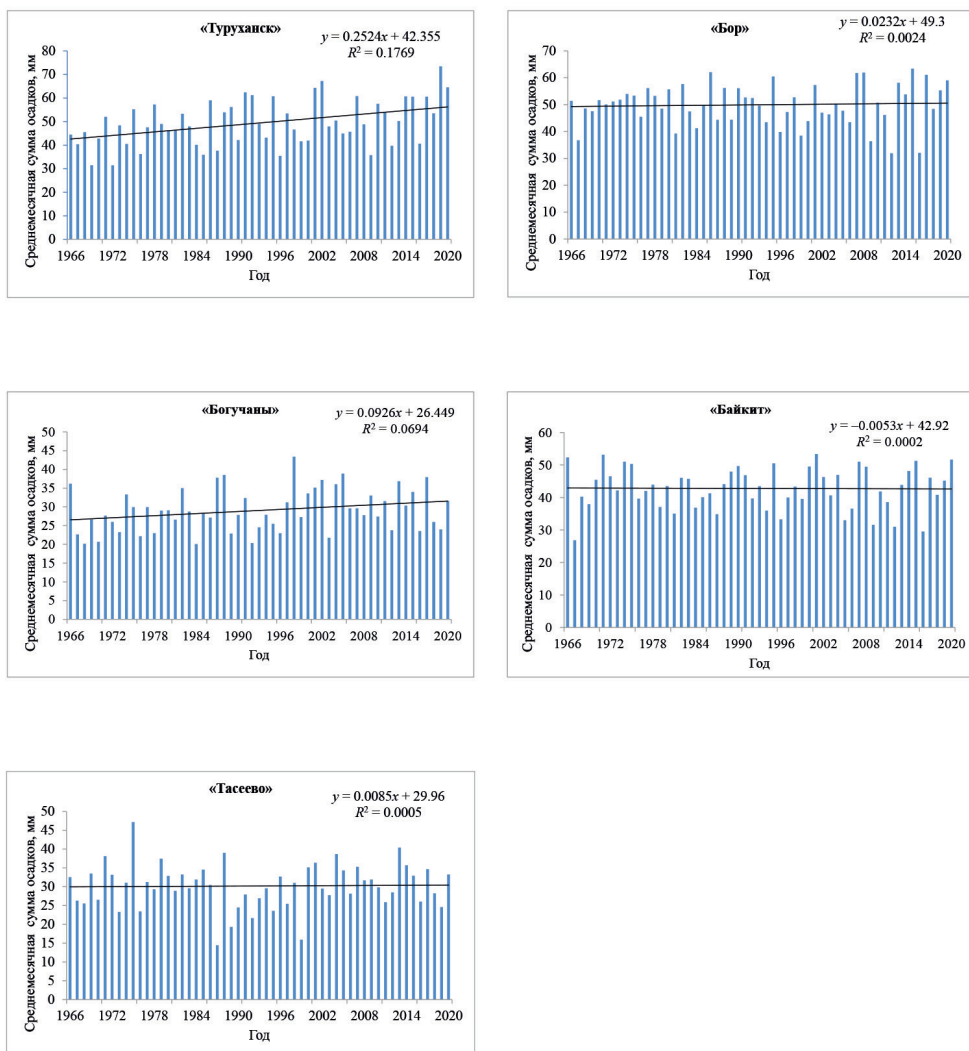 «Туруханск»
y = 0.2524x + 42.355
R² = 0.1769
Среднемесячная сумма осадков, мм
80
70
60
50
40
30
20
10
0
1966 1972 1978 1984 1990 1996 2002 2008 2014 2020
Год
«Бор»
y = 0.0232x + 49.3
R² = 0.0024
Среднемесячная сумма осадков, мм
70
60
50
40
30
20
10
0
1966 1972 1978 1984 1990 1996 2002 2008 2014 2020
Год
«Богучаны»
y = 0.0926x + 26.449
R² = 0.0694
Среднемесячная сумма осадков, мм
50
45
40
35
30
25
20
15
10
5
0
1966 1972 1978 1984 1990 1996 2002 2008 2014 2020
Год
«Байкит»
y = –0.0053x + 42.92
R² = 0.0002
Среднемесячная сумма осадков, мм
60
50
40
30
20
10
0
1966 1972 1978 1984 1990 1996 2002 2008 2014 2020
Год
«Тасеево»
y = 0.0085x + 29.96
R² = 0.0005
Среднемесячная сумма осадков, мм
50
45
40
35
30
25
20
15
10
5
0
1966 1972 1978 1984 1990 1996 2002 2008 2014 2020
Год